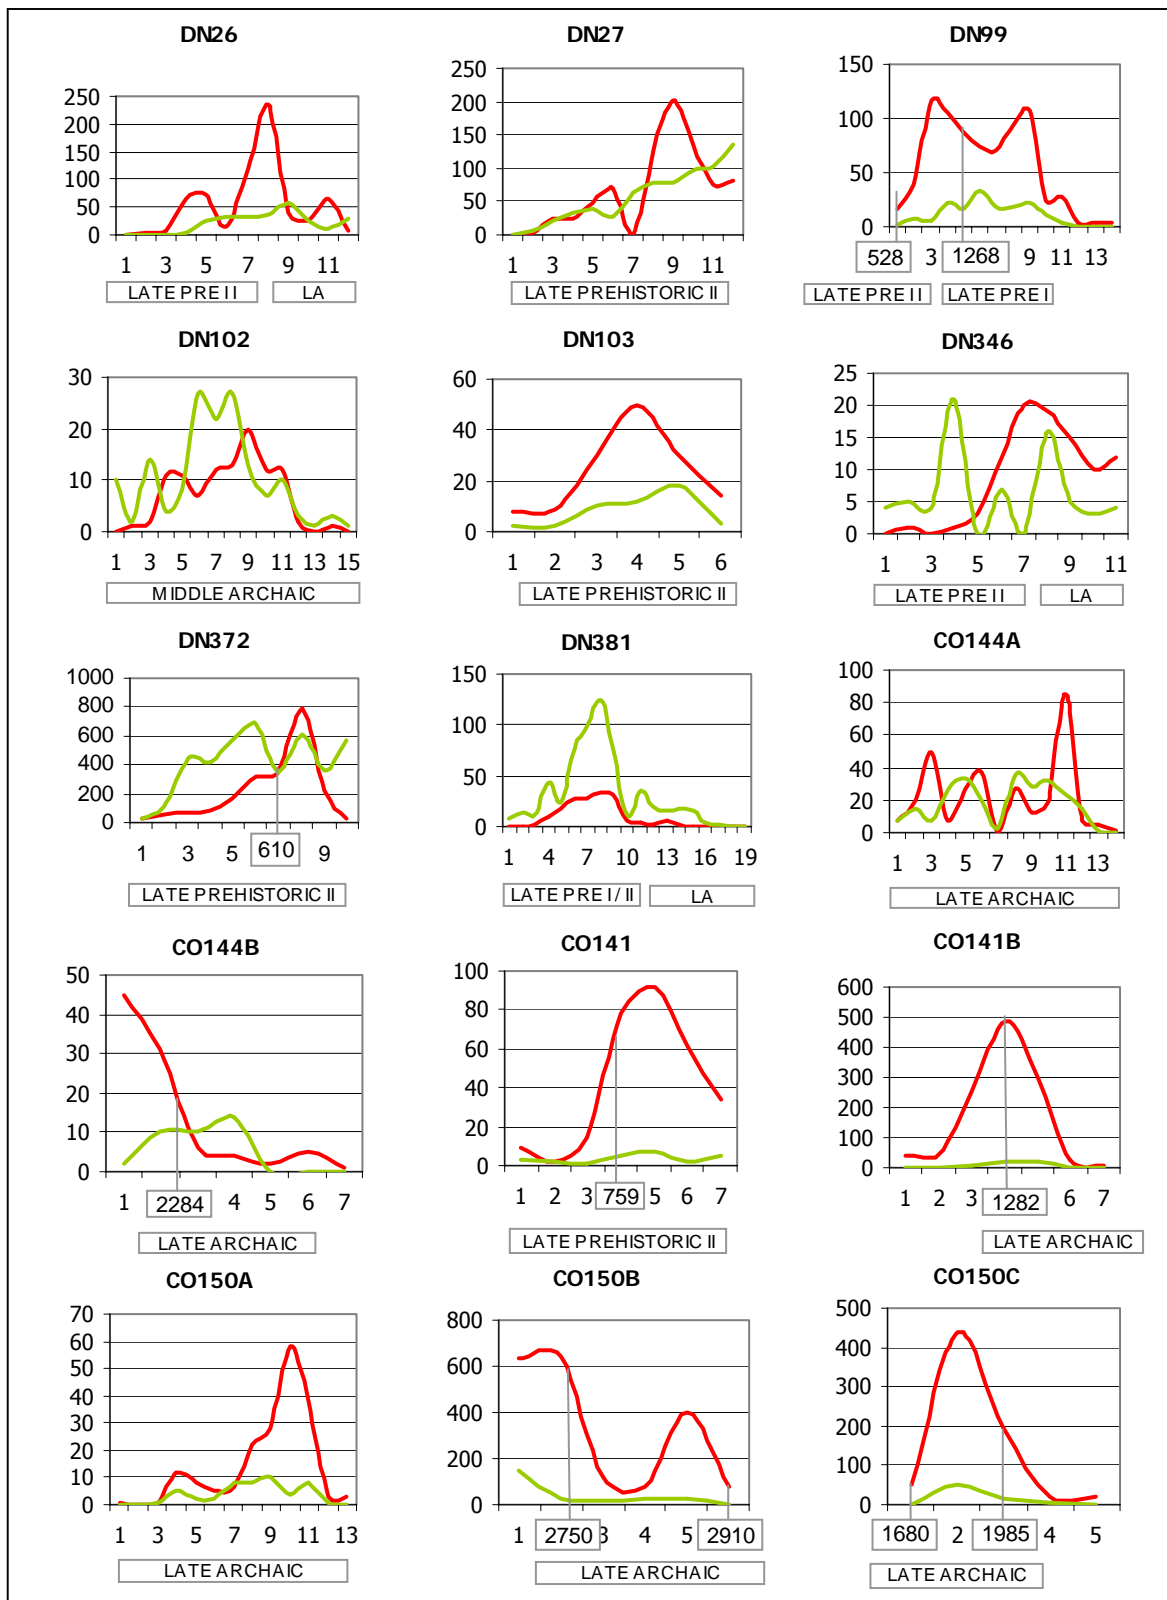 DN26
250
200
150
100
50
0
1 3 5 7 9 11
LATE PRE II LA
DN27
250
200
150
100
50
0
1 3 5 7 9 11
LATE PREHISTORIC II
DN99
150
100
50
0
528 3 1268 9 11 13
LATE PRE II LATE PRE I
DN102
30
20
10
0
1 3 5 7 9 11 13 15
MIDDLE ARCHAIC
DN103
60
40
20
0
1 2 3 4 5 6
LATE PREHISTORIC II
DN346
25
20
15
10
5
0
1 3 5 7 9 11
LATE PRE II LA
DN372
1000
800
600
400
200
0
1 3 5 610 9
LATE PREHISTORIC II
DN381
150
100
50
0
1 4 7 10 13 16 19
LATE PRE I / II LA
CO144A
100
80
60
40
20
0
1 3 5 7 9 11 13
LATE ARCHAIC
CO144B
50
40
30
20
10
0
1 2284 4 5 6 7
LATE ARCHAIC
CO141
100
80
60
40
20
0
1 2 3 759 5 6 7
LATE PREHISTORIC II
CO141B
600
500
400
300
200
100
0
1 2 3 1282 6 7
LATE ARCHAIC
CO150A
70
60
50
40
30
20
10
0
1 3 5 7 9 11 13
LATE ARCHAIC
CO150B
800
600
400
200
0
1 2750 3 4 5 2910
LATE ARCHAIC
CO150C
500
400
300
200
100
0
1680 2 1985 4 5
LATE ARCHAIC